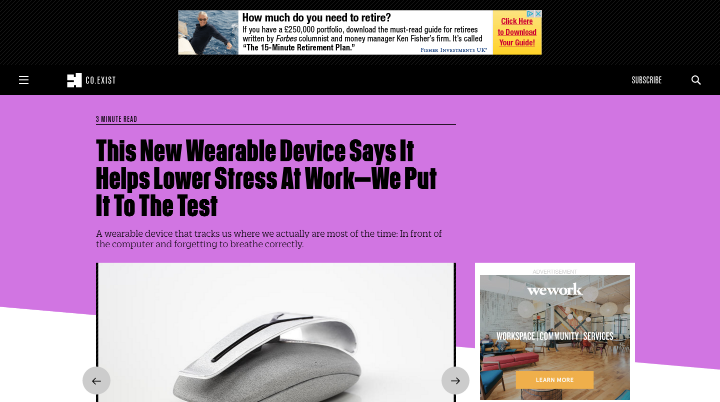 How much do you need to retire?
If you have a £250,000 portfolio, download the must-read guide for retirees
written by Forbes columnist and money manager Ken Fisher's firm. It's called
"The 15-Minute Retirement Plan."
FISHER INVESTMENTS UK®
Click Here
to Download
Your Guide!
CO.EXIST
SUBSCRIBE
3 MINUTE READ
This New Wearable Device Says It
Helps Lower Stress At Work—We Put
It To The Test
A wearable device that tracks us where we actually are most of the time: In front of
the computer and forgetting to breathe correctly.
ADVERTISEMENT
wework
WORKSPACE | COMMUNITY | SERVICES
LEARN MORE